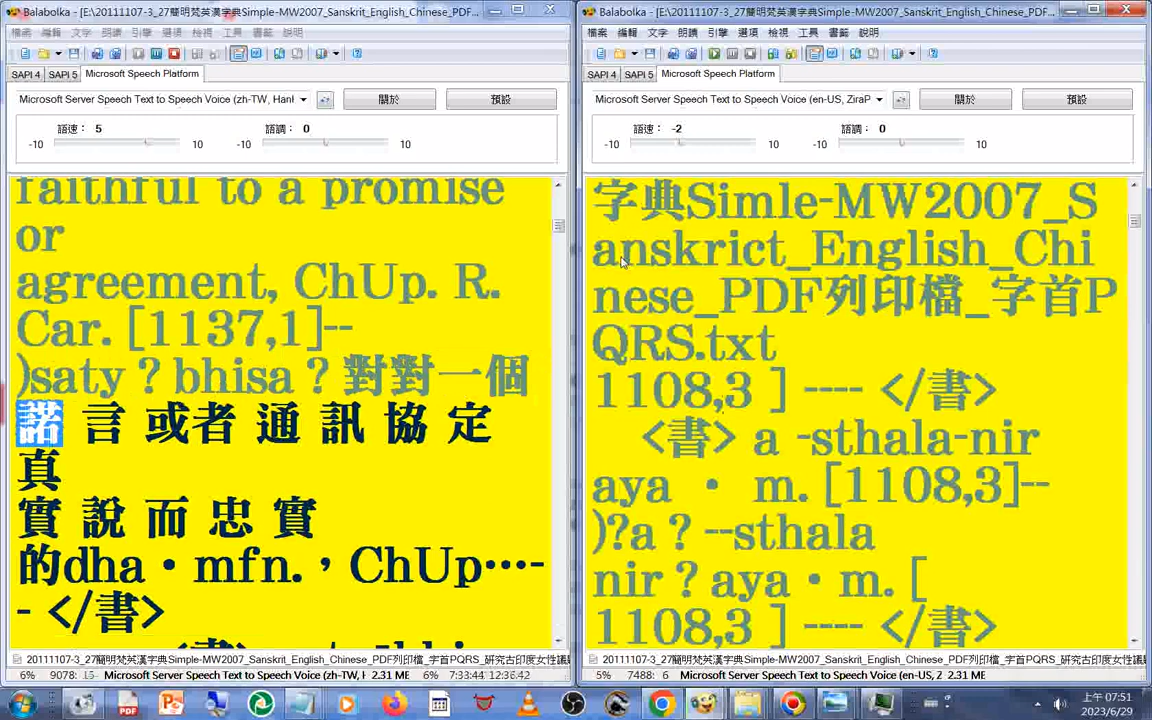 Balabolka - [E:\20111107-3_27簡明梵英漢字典Simple-MW2007_Sanskrit_English_Chinese_PDF...
檔案 編輯 文字 朗讀 引擎 選項 檢視 工具 書籤 說明
SAPI 4 SAPI 5 Microsoft Speech Platform
Microsoft Server Speech Text to Speech Voice (zh-TW, HanH
關於
預設
語速： 5
語調： 0
-10 10 -10 10
faithful to a promise
or
agreement, ChUp. R.
Car. [1137,1]--
)saty？bhisa？對對一個
諾 言 或者 通 訊 協 定
真
實 說 而 忠 實
的dha・mfn.，ChUp…--
- </書>
20111107-3_27簡明梵英漢字典Simple-MW2007_Sanskrit_English_Chinese_PDF列印檔_字首PQRS_研究古印度女性議
6% 9078: 15 Microsoft Server Speech Text to Speech Voice (zh-TW, H 2.31 ME 6% 7:33:44/12:36.42
Balabolka - [E:\20111107-3_27簡明梵英漢字典Simple-MW2007_Sanskrit_English_Chinese_PDF...
檔案 編輯 文字 朗讀 引擎 選項 檢視 工具 書籤 說明
SAPI 4 SAPI 5 Microsoft Speech Platform
Microsoft Server Speech Text to Speech Voice (en-US, ZiraP
關於
預設
語速： -2
語調： 0
-10 10 -10 10
字典Simle-MW2007_S
anskrict_English_Chi
nese_PDF列印檔_字首P
QRS.txt
1108,3 ] ---- </書>
<書> a -sthala-nir
aya ・ m. [1108,3]--
)?a？--sthala
nir？aya・m. [
1108,3 ] ---- </書>
20111107-3_27簡明梵英漢字典Simple-MW2007_Sanskrit_English_Chinese_PDF列印檔_字首PQRS_研究古印度女性議
5% 7488: 6 Microsoft Server Speech Text to Speech Voice (en-US, Z 2.31 ME
上午 07:51
2023/6/29